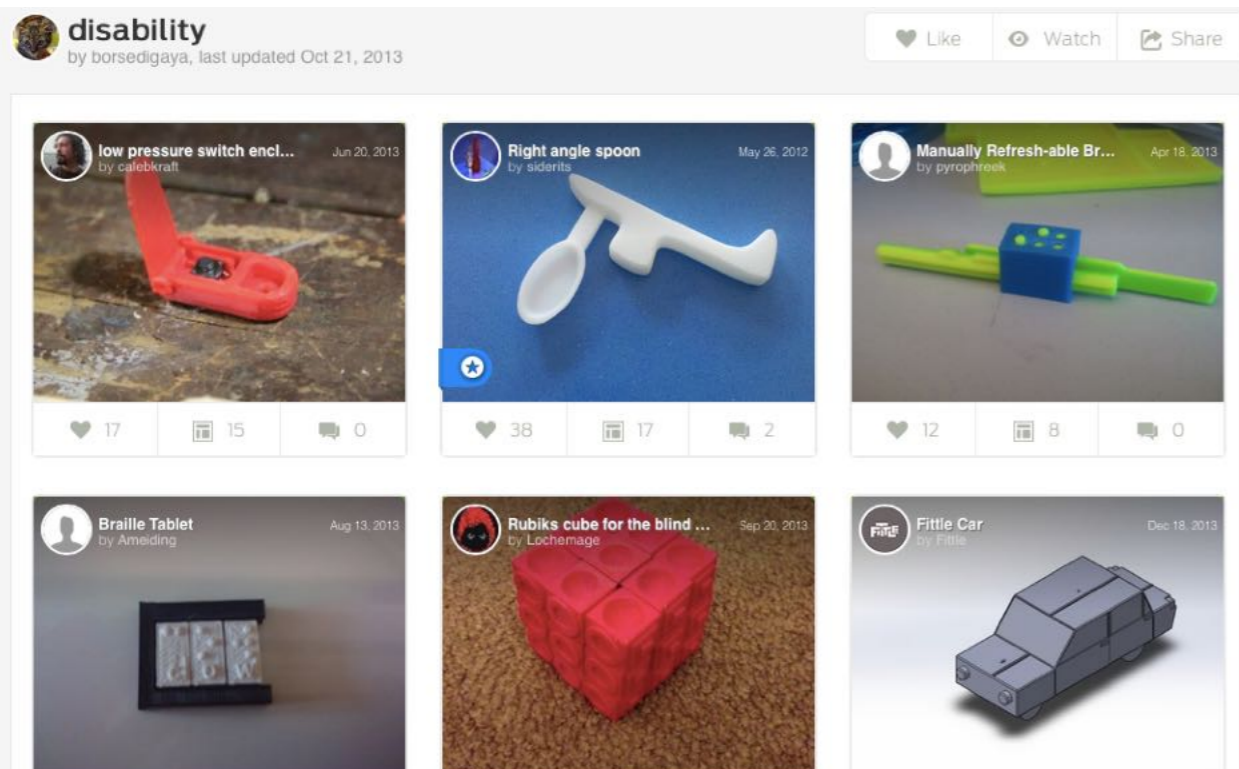 disability
by borsedigaya, last updated Oct 21, 2013
Like
Watch
Share
low pressure switch encl...
Jun 20, 2013
by calebkraft
Right angle spoon
May 26, 2012
by siderits
Manually Refresh-able Br...
Apr 18, 2013
by pyrophreek
17
15
0
38
17
2
12
8
0
Braille Tablet
Aug 13, 2013
by Ameiding
Rubiks cube for the blind ...
Sep 20, 2013
by Lochemage
FITTLE
Fittle Car
Dec 18, 2013
by Fittle
C O W